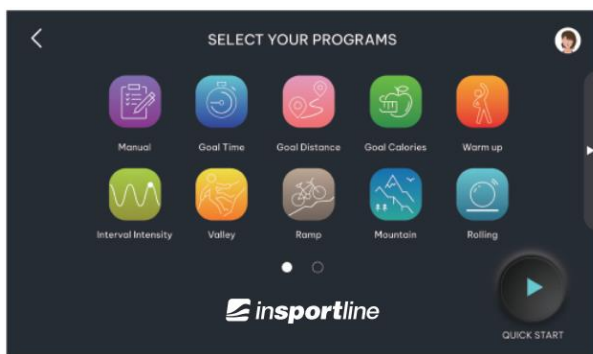 SELECT YOUR PROGRAMS
Manual
Goal Time
Goal Distance
Goal Calories
Warm up
Interval Intensity
Valley
Ramp
Mountain
Rolling
insportline
QUICK START